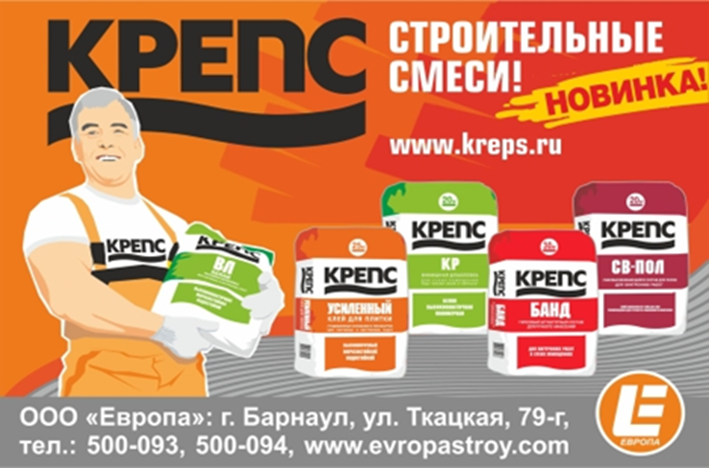 КРЕПС
СТРОИТЕЛЬНЫЕ
СМЕСИ!
НОВИНКА!
www.kreps.ru
КРЕПС
КРЕПС
ВЛ
КРЕПС
УСИЛЕННЫЙ
КЛЕЙ ДЛЯ ПЛИТКИ
КРЕПС
КР
КРЕПС
БАНД
КРЕПС
СВ-ПОЛ
ООО «Европа»: г. Барнаул, ул. Ткацкая, 79-г,
тел.: 500-093, 500-094, www.evropastroy.com
ЕВРОПА